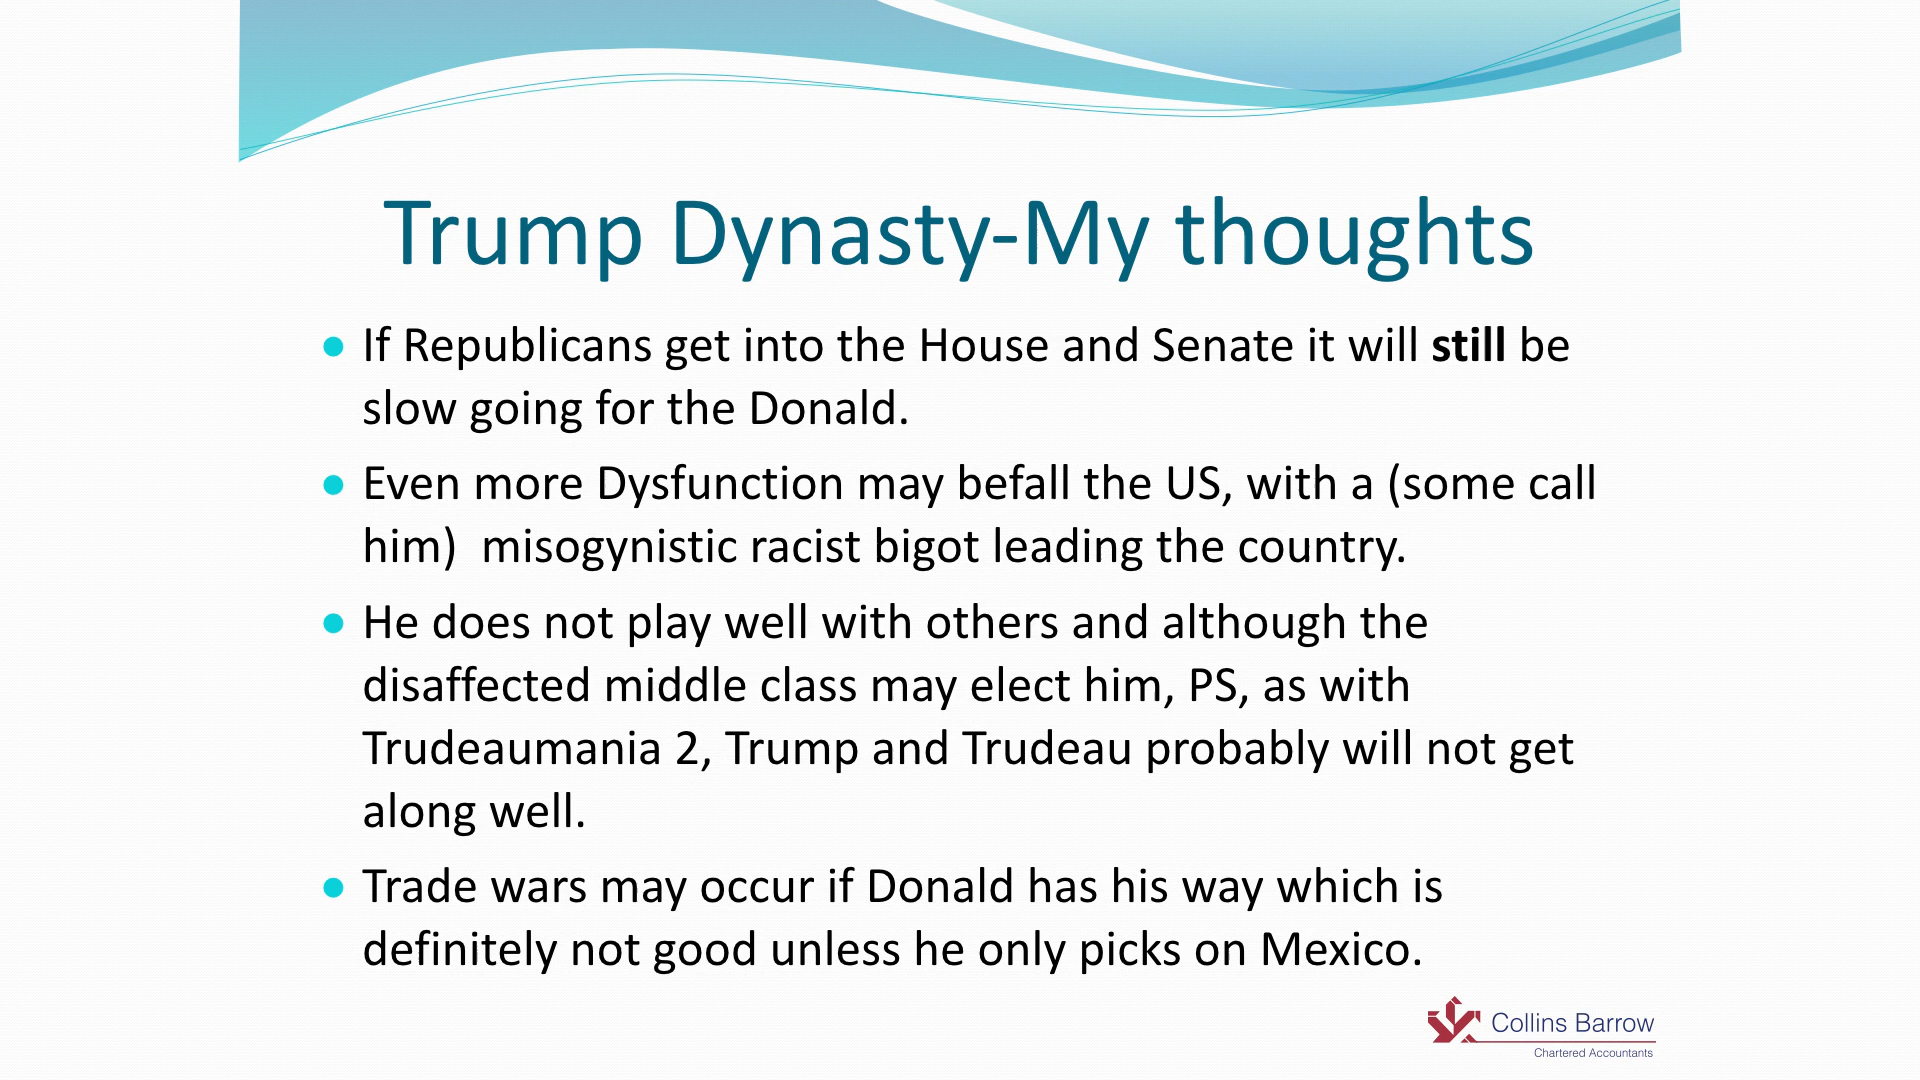 Trump Dynasty-My thoughts
• If Republicans get into the House and Senate it will still be
slow going for the Donald.
• Even more Dysfunction may befall the US, with a (some call
him)  misogynistic racist bigot leading the country.
• He does not play well with others and although the
disaffected middle class may elect him, PS, as with
Trudeaumania 2, Trump and Trudeau probably will not get
along well.
• Trade wars may occur if Donald has his way which is
definitely not good unless he only picks on Mexico.
Collins Barrow
Chartered Accountants